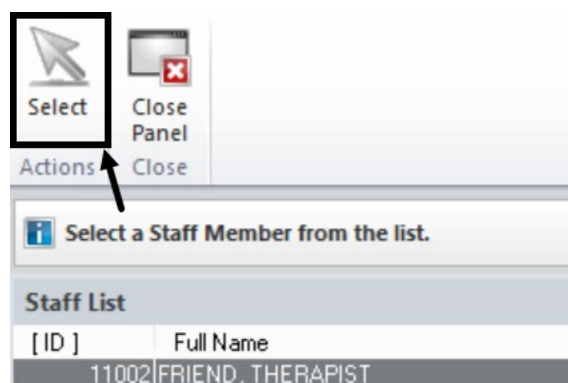 Select Close
Panel
Actions Close
Select a Staff Member from the list.
Staff List
[ ID ] Full Name
11002 FRIEND, THERAPIST